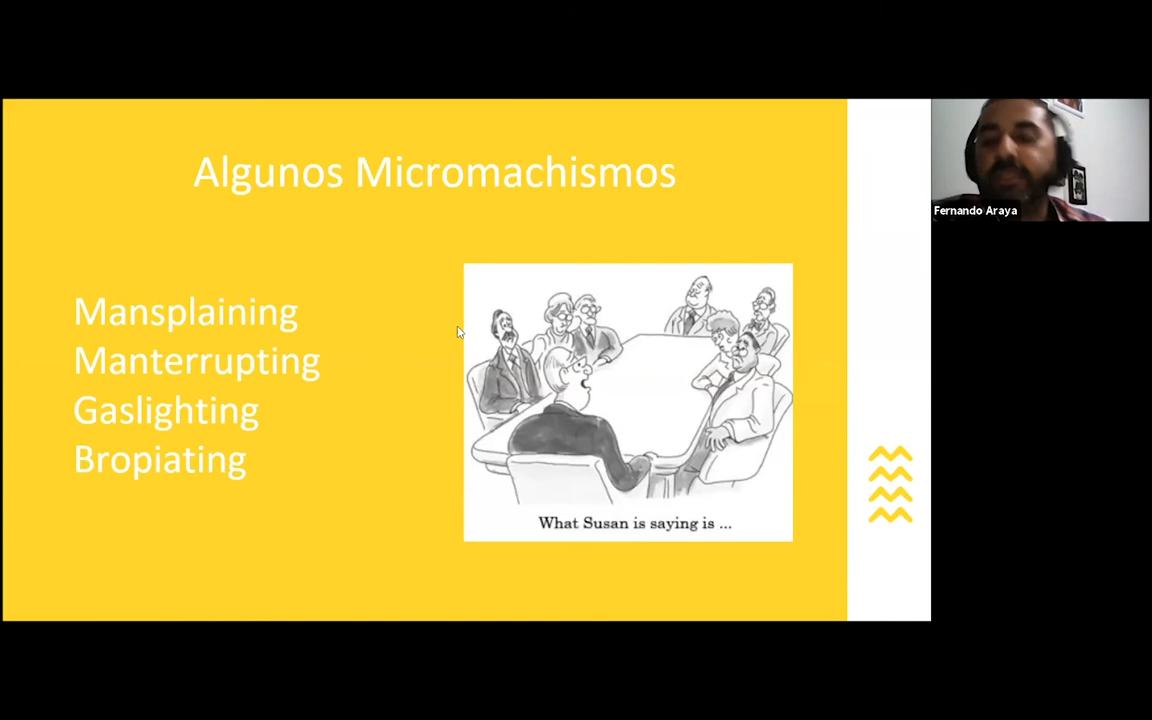 Algunos Micromachismos
Mansplaining
Manterrupting
Gaslighting
Bropiating
What Susan is saying is ...
Fernando Araya